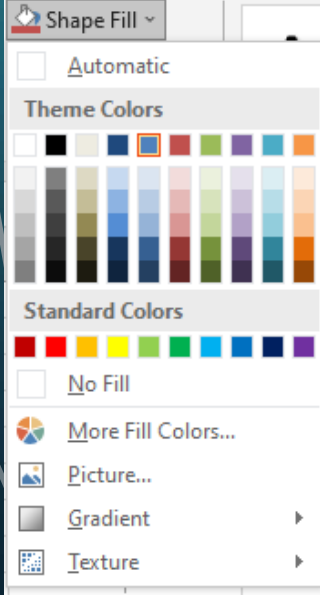 Shape Fill
Automatic
Theme Colors
Standard Colors
No Fill
More Fill Colors...
Picture...
Gradient
Texture